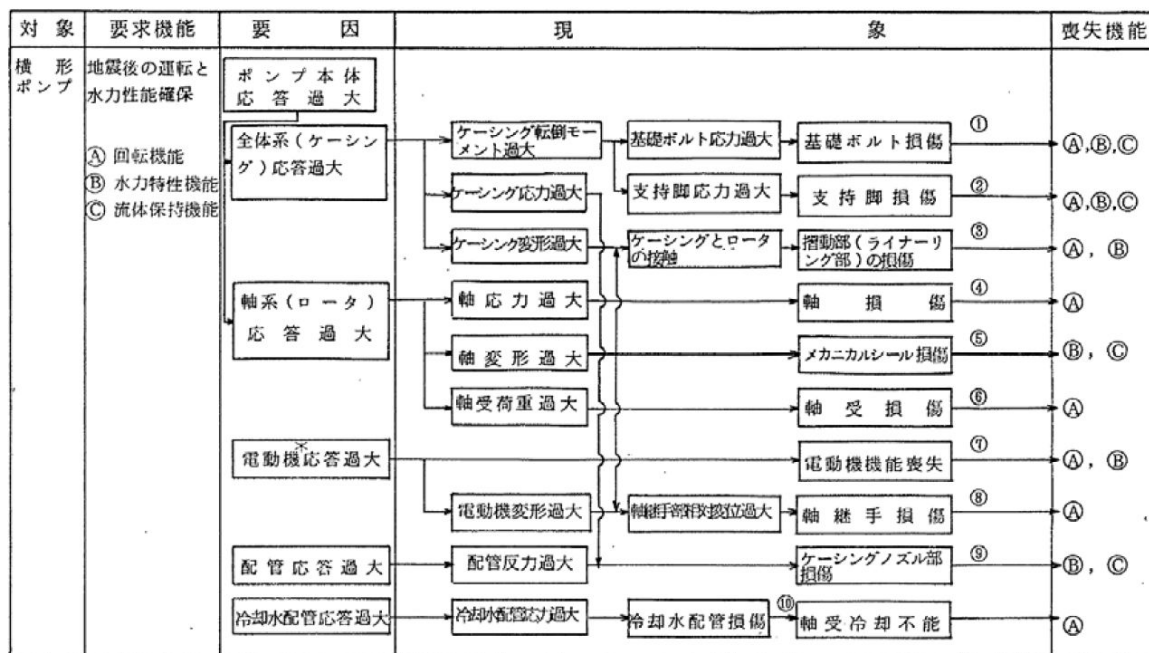 対象 要求機能 要因 現象 喪失機能
横形
ポンプ
地震後の運転と
水力性能確保
Ⓐ 回転機能
Ⓑ 水力特性機能
Ⓒ 流体保持機能
ポンプ本体
応答過大
全体系(ケーシン
グ)応答過大
ケーシング転倒モー
メント過大
基礎ボルト応力過大
基礎ボルト損傷
①
Ⓐ,Ⓑ,Ⓒ
支持脚応力過大
支持脚損傷
②
Ⓐ,Ⓑ,Ⓒ
ケーシング応力過大
ケーシング変形過大
ケーシングとロータ
の接触
摺動部(ライナーリ
ング部)の損傷
③
Ⓐ, Ⓑ
軸系(ロータ)
応答過大
軸応力過大
軸損傷
④
Ⓐ
軸変形過大
メカニカルシール損傷
⑤
Ⓑ, Ⓒ
軸受荷重過大
軸受損傷
⑥
Ⓐ
電動機*応答過大
電動機機能喪失
⑦
Ⓐ, Ⓑ
電動機変形過大
軸継手部相対変位過大
軸継手損傷
⑧
Ⓐ
配管応答過大
配管反力過大
ケーシングノズル部
損傷
⑨
Ⓑ, Ⓒ
冷却水配管応答過大
冷却水配管応力過大
冷却水配管損傷
⑩
軸受冷却不能
Ⓐ